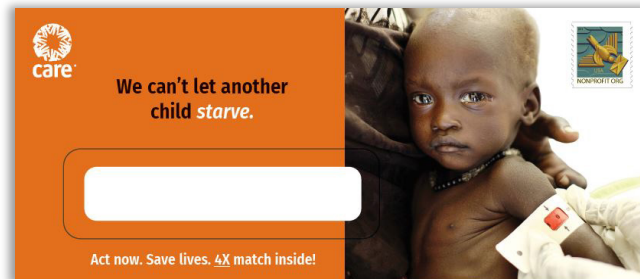 care
We can't let another
child starve.
NONPROFIT ORG
Act now. Save lives. 4X match inside!